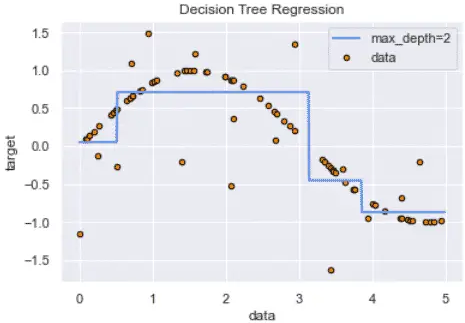 Decision Tree Regression
max_depth=2
data
target
1.5
1.0
0.5
0.0
−0.5
−1.0
−1.5
0 1 2 3 4 5
data